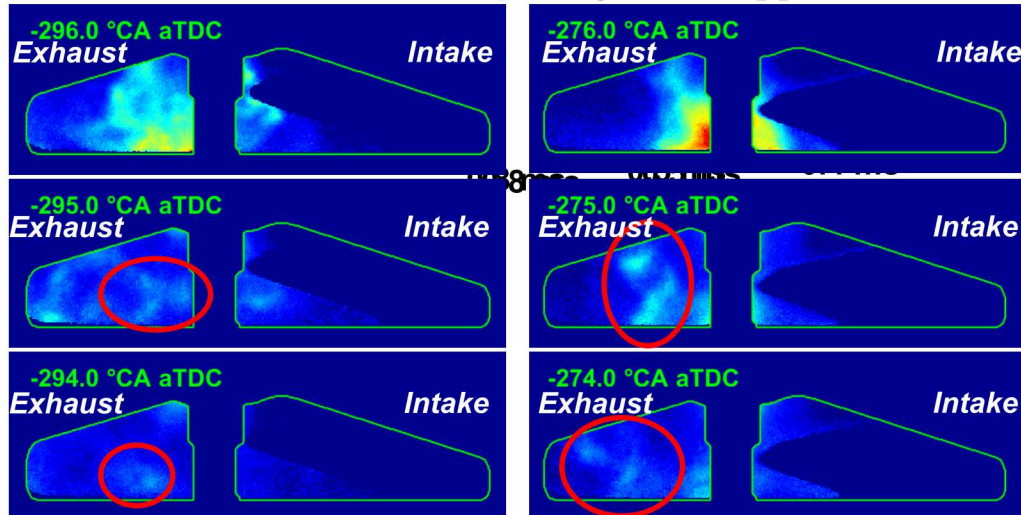 -296.0 °CA aTDC
Exhaust Intake
-276.0 °CA aTDC
Exhaust Intake
-295.0 °CA aTDC
Exhaust Intake
-275.0 °CA aTDC
Exhaust Intake
-294.0 °CA aTDC
Exhaust Intake
-274.0 °CA aTDC
Exhaust Intake